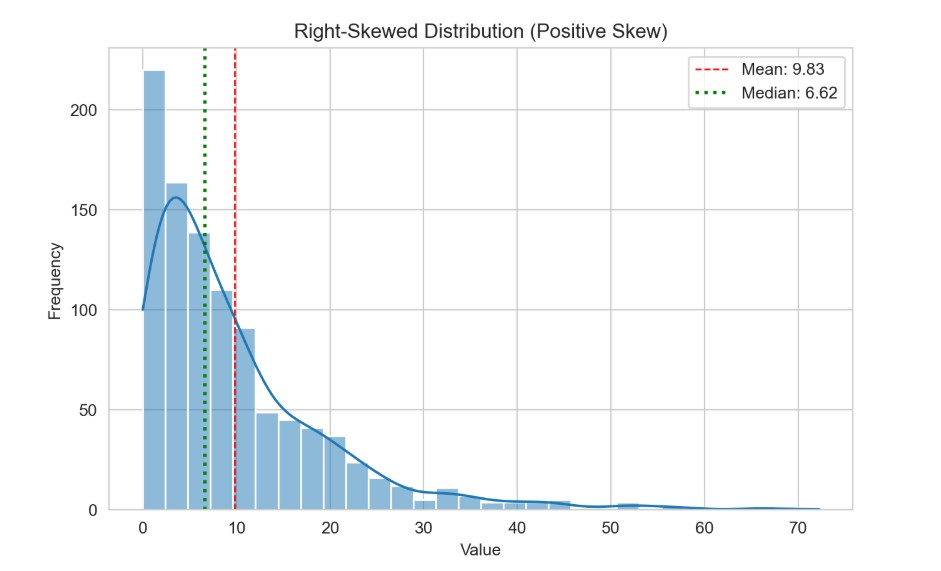 Right-Skewed Distribution (Positive Skew)
Mean: 9.83
Median: 6.62
200
150
100
50
0
Frequency
0 10 20 30 40 50 60 70
Value